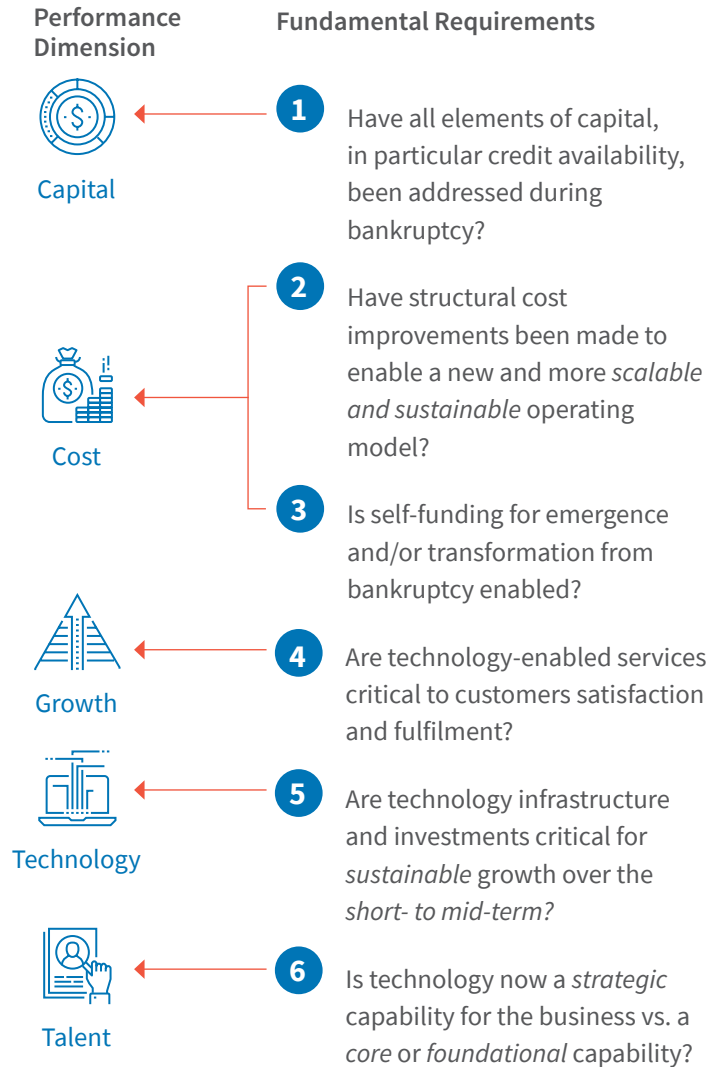 Performance
Dimension
Fundamental Requirements
Capital
1
Have all elements of capital,
in particular credit availability,
been addressed during
bankruptcy?
Cost
2
Have structural cost
improvements been made to
enable a new and more scalable
and sustainable operating
model?
3
Is self-funding for emergence
and/or transformation from
bankruptcy enabled?
Growth
4
Are technology-enabled services
critical to customers satisfaction
and fulfilment?
Technology
5
Are technology infrastructure
and investments critical for
sustainable growth over the
short- to mid-term?
Talent
6
Is technology now a strategic
capability for the business vs. a
core or foundational capability?